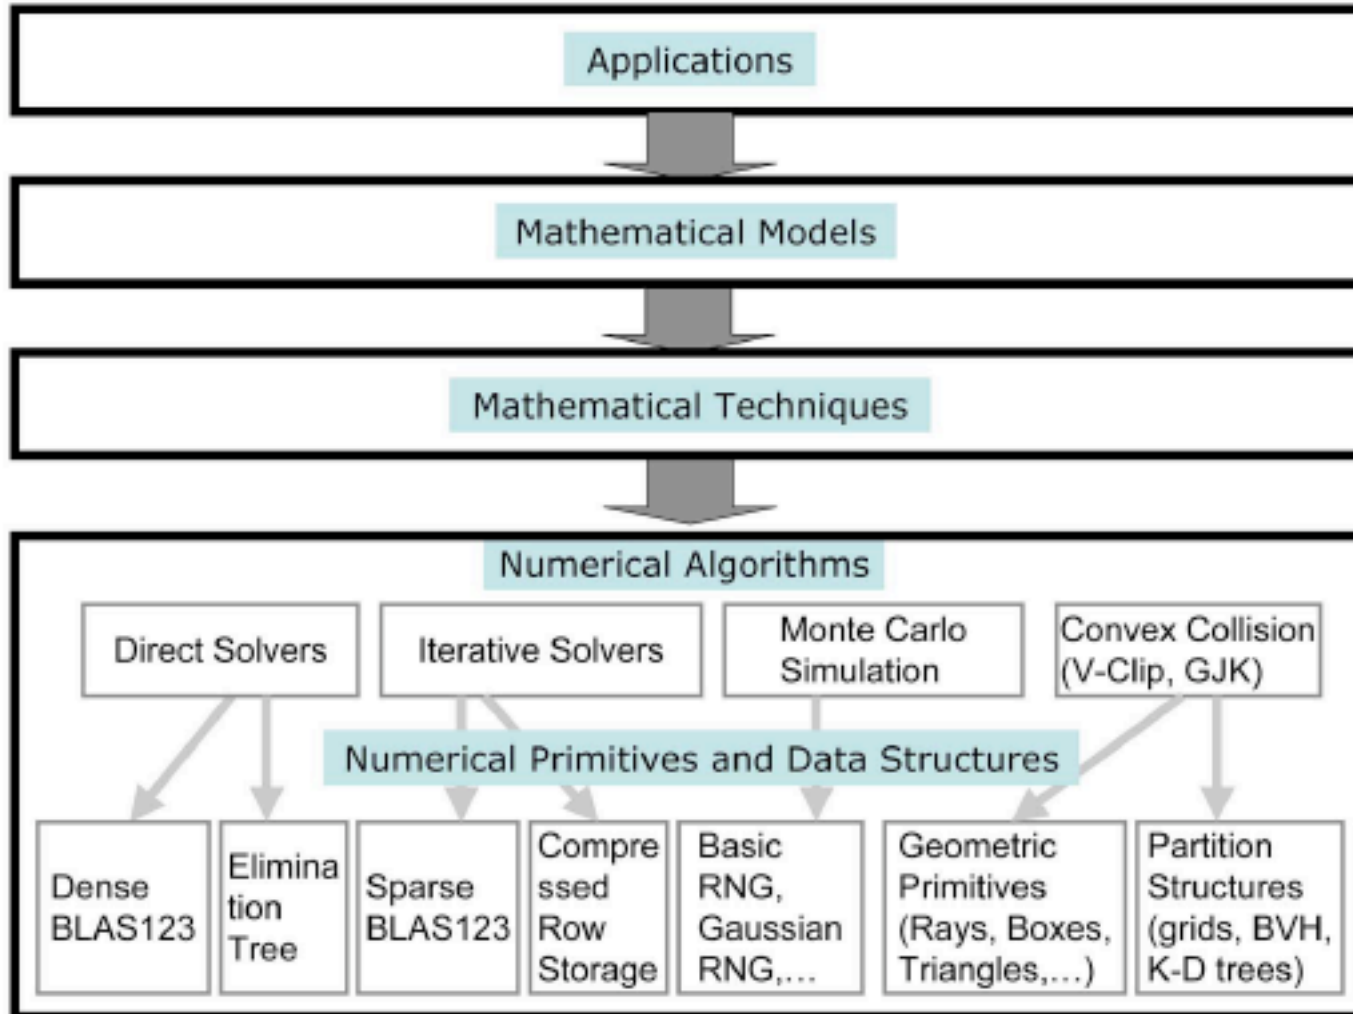 Applications
Mathematical Models
Mathematical Techniques
Numerical Algorithms
Direct Solvers
Iterative Solvers
Monte Carlo
Simulation
Convex Collision
(V-Clip, GJK)
Numerical Primitives and Data Structures
Dense
BLAS123
Elimina
tion
Tree
Sparse
BLAS123
Compre
ssed
Row
Storage
Basic
RNG,
Gaussian
RNG,...
Geometric
Primitives
(Rays, Boxes,
Triangles,...)
Partition
Structures
(grids, BVH,
K-D trees)